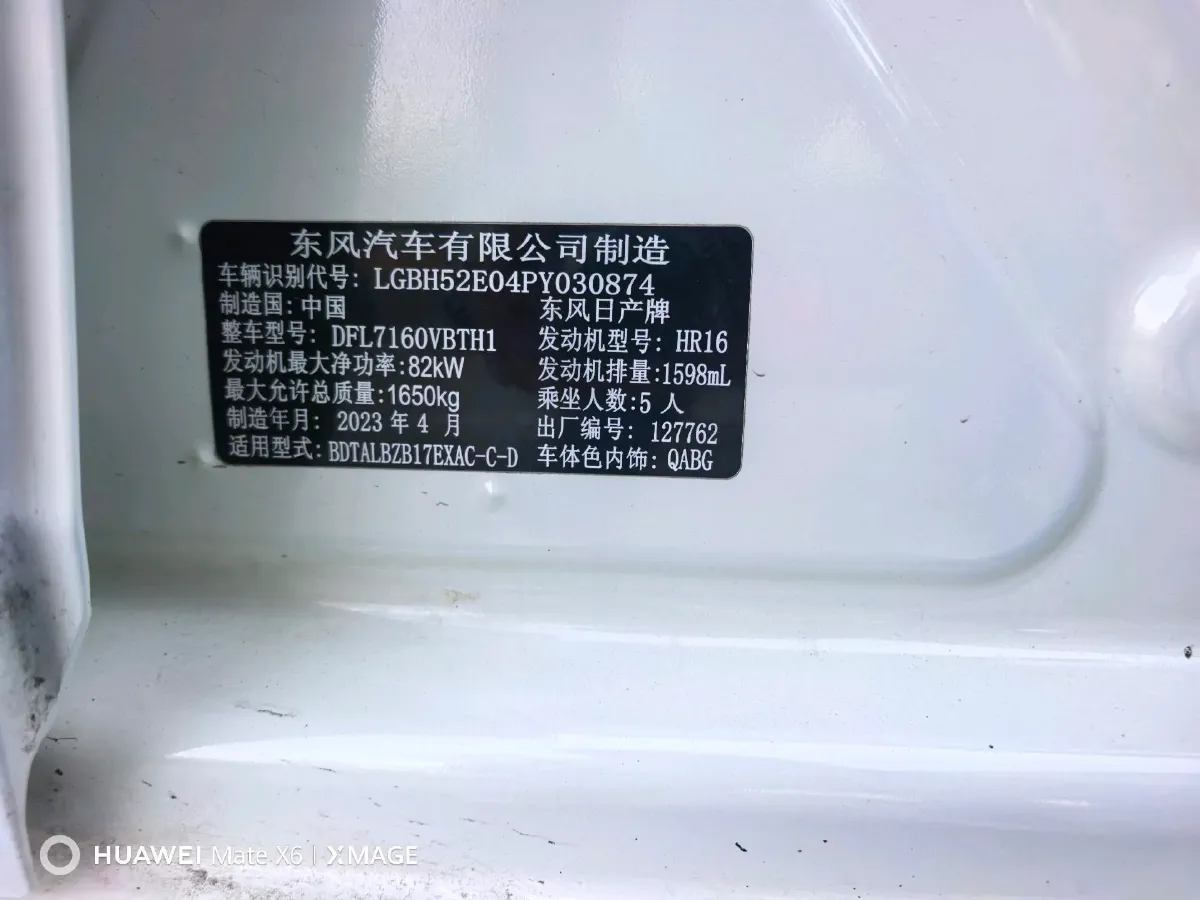 东风汽车有限公司制造
车辆识别代号: LGBH52E04PY030874
制造国: 中国 东风日产牌
整车型号: DFL7160VBTH1 发动机型号: HR16
发动机最大净功率:82kW 发动机排量:1598mL
最大允许总质量:1650kg 乘坐人数:5 人
制造年月: 2023 年 4 月 出厂编号: 127762
适用型式: BDTALBZB17EXAC-C-D 车体色内饰: QABG
HUAWEI Mate X6 | XMAGE